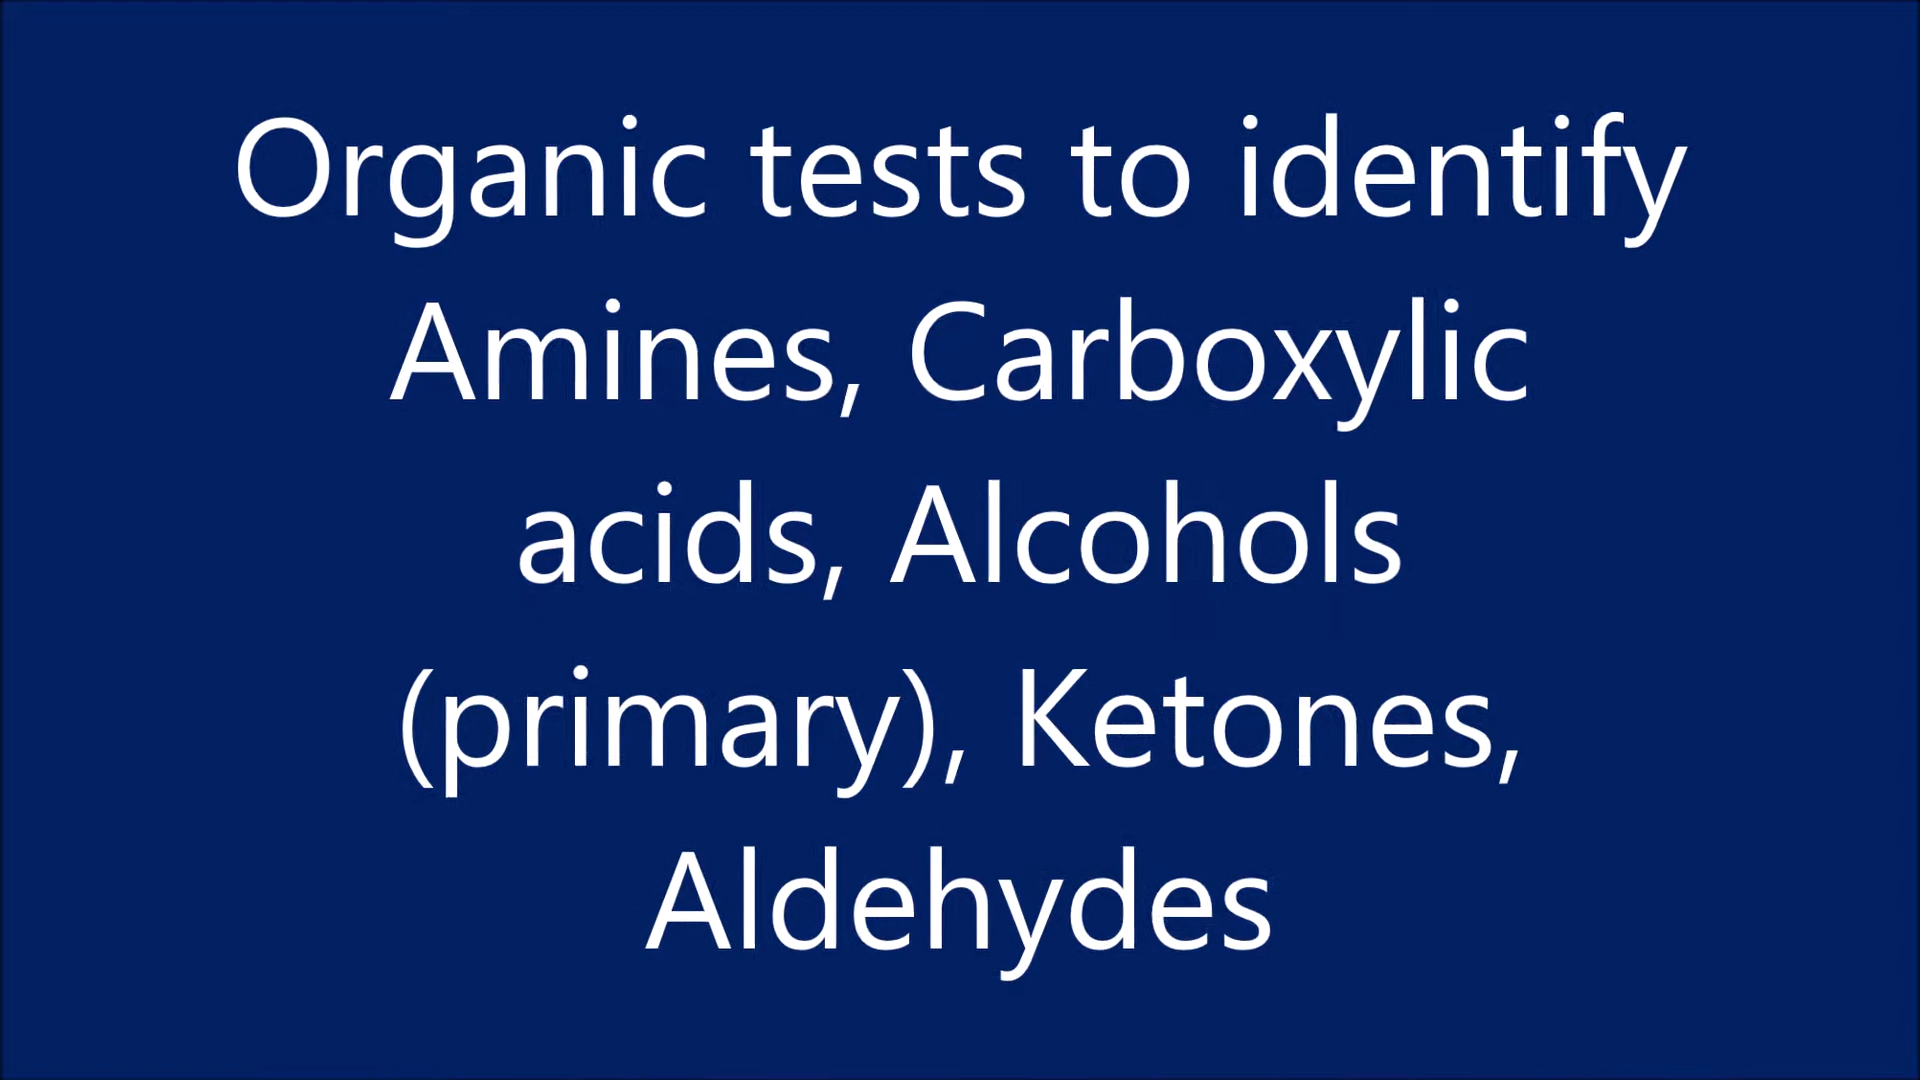 Organic tests to identify
Amines, Carboxylic
acids, Alcohols
(primary), Ketones,
Aldehydes